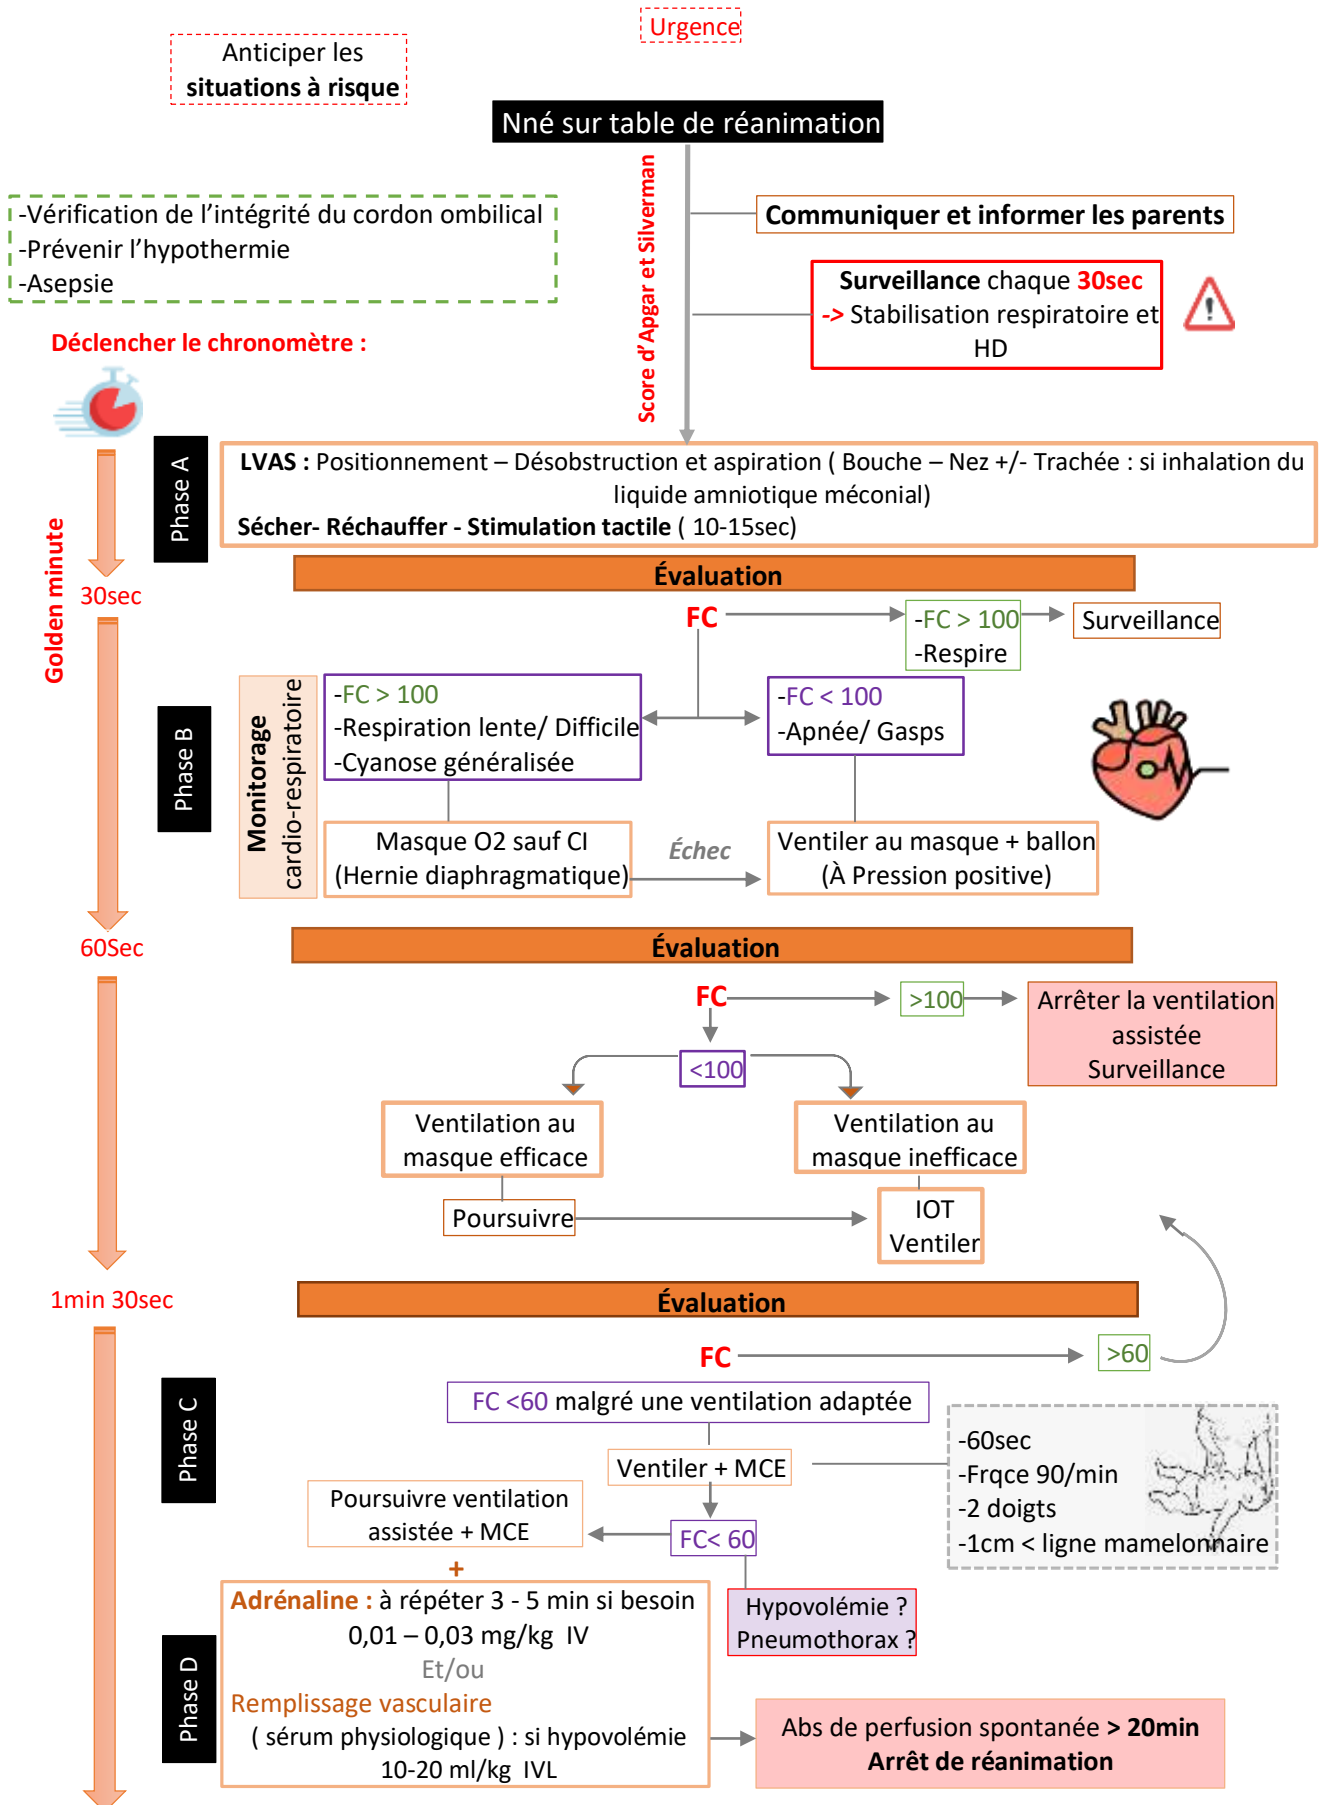 Urgence
Anticiper les
situations à risque
Nné sur table de réanimation
Score d'Apgar et Silverman
-Vérification de l'intégrité du cordon ombilical
-Prévenir l'hypothermie
-Asepsie
Communiquer et informer les parents
Surveillance chaque 30sec
-> Stabilisation respiratoire et
HD
Déclencher le chronomètre :
Golden minute
Phase A
LVAS : Positionnement – Désobstruction et aspiration ( Bouche – Nez +/- Trachée : si inhalation du
liquide amniotique méconial)
Sécher- Réchauffer - Stimulation tactile ( 10-15sec)
Évaluation
30sec
FC
-FC > 100
-Respire
Surveillance
Phase B
Monitorage
cardio-respiratoire
-FC > 100
-Respiration lente/ Difficile
-Cyanose généralisée
-FC < 100
-Apnée/ Gasps
Masque O2 sauf CI
(Hernie diaphragmatique)
Échec
Ventiler au masque + ballon
(À Pression positive)
60Sec
Évaluation
FC
>100
Arrêter la ventilation
assistée
Surveillance
<100
Ventilation au
masque efficace
Ventilation au
masque inefficace
Poursuivre
IOT
Ventiler
1min 30sec
Évaluation
FC
>60
Phase C
FC <60 malgré une ventilation adaptée
Ventiler + MCE
-60sec
-Frqce 90/min
-2 doigts
-1cm < ligne mamelonnaire
Poursuivre ventilation
assistée + MCE
FC< 60
+
Hypovolémie ?
Pneumothorax ?
Phase D
Adrénaline : à répéter 3 - 5 min si besoin
0,01 – 0,03 mg/kg IV
Et/ou
Remplissage vasculaire
( sérum physiologique ) : si hypovolémie
10-20 ml/kg IVL
Abs de perfusion spontanée > 20min
Arrêt de réanimation